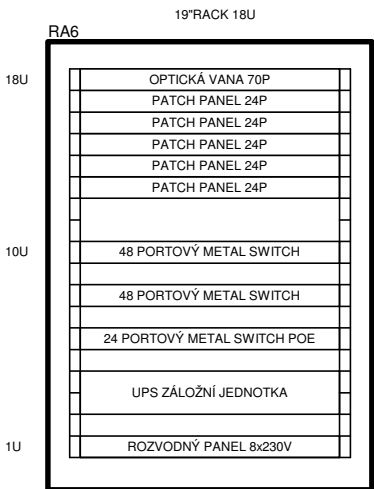 19"RACK 18U
RA6
18U
OPTICKÁ VANA 70P
PATCH PANEL 24P
PATCH PANEL 24P
PATCH PANEL 24P
PATCH PANEL 24P
PATCH PANEL 24P
10U
48 PORTOVÝ METAL SWITCH
48 PORTOVÝ METAL SWITCH
24 PORTOVÝ METAL SWITCH POE
UPS ZÁLOŽNÍ JEDNOTKA
1U
ROZVODNÝ PANEL 8x230V